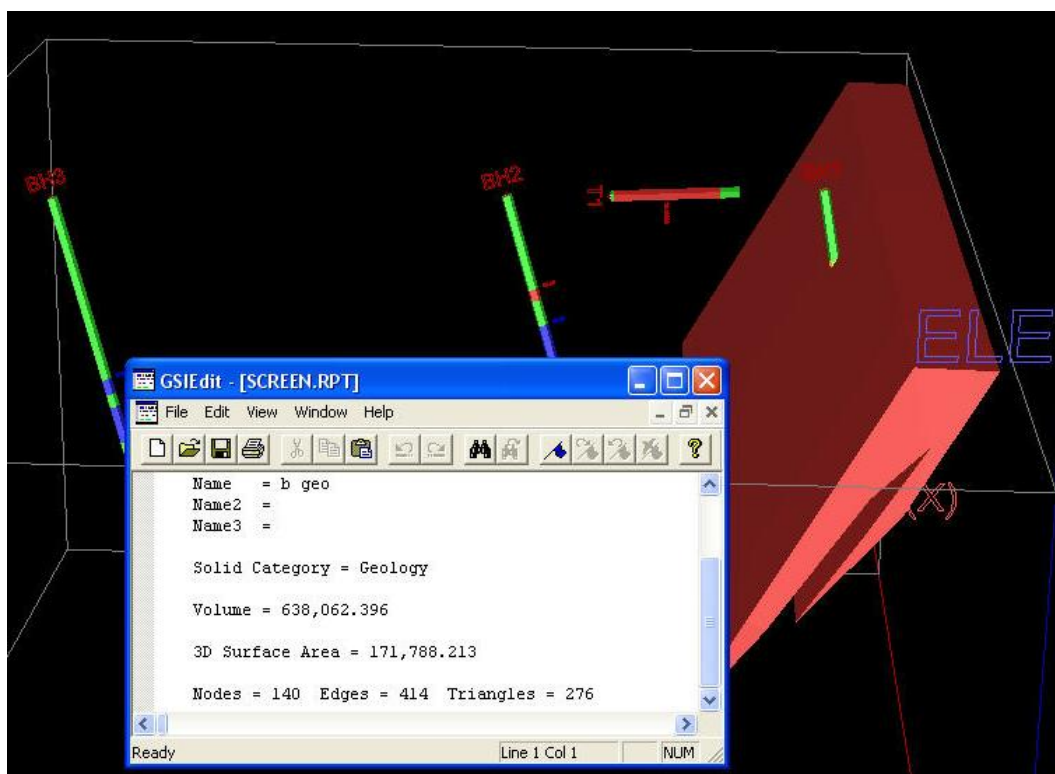 BH3
BH2
T1
ELE
(X)
GSIEdit - [SCREEN.RPT]
File Edit View Window Help
Name = b geo
Name2 =
Name3 =
Solid Category = Geology
Volume = 638,062.396
3D Surface Area = 171,788.213
Nodes = 140 Edges = 414 Triangles = 276
Ready Line 1 Col 1 NUM